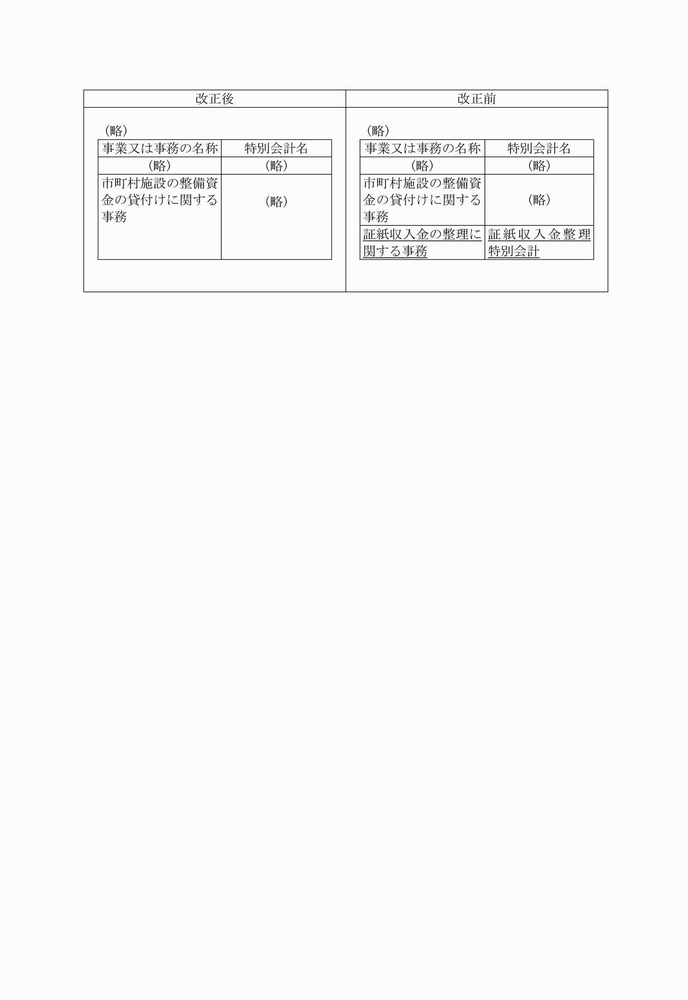 改正後
（略）
事業又は事務の名称 特別会計名
（略） （略）
市町村施設の整備資
金の貸付けに関する
事務
（略）
改正前
（略）
事業又は事務の名称 特別会計名
（略） （略）
市町村施設の整備資
金の貸付けに関する
事務
（略）
証紙収入金の整理に
関する事務
証紙収入金整理
特別会計